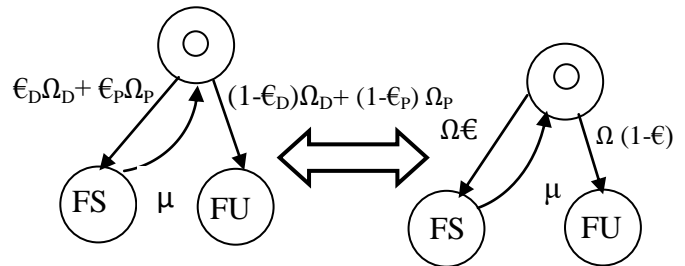 €DΩD+ €PΩP
(1-€D)ΩD+ (1-€P) ΩP
FS
μ
FU
Ω€
Ω (1-€)
FS
μ
FU